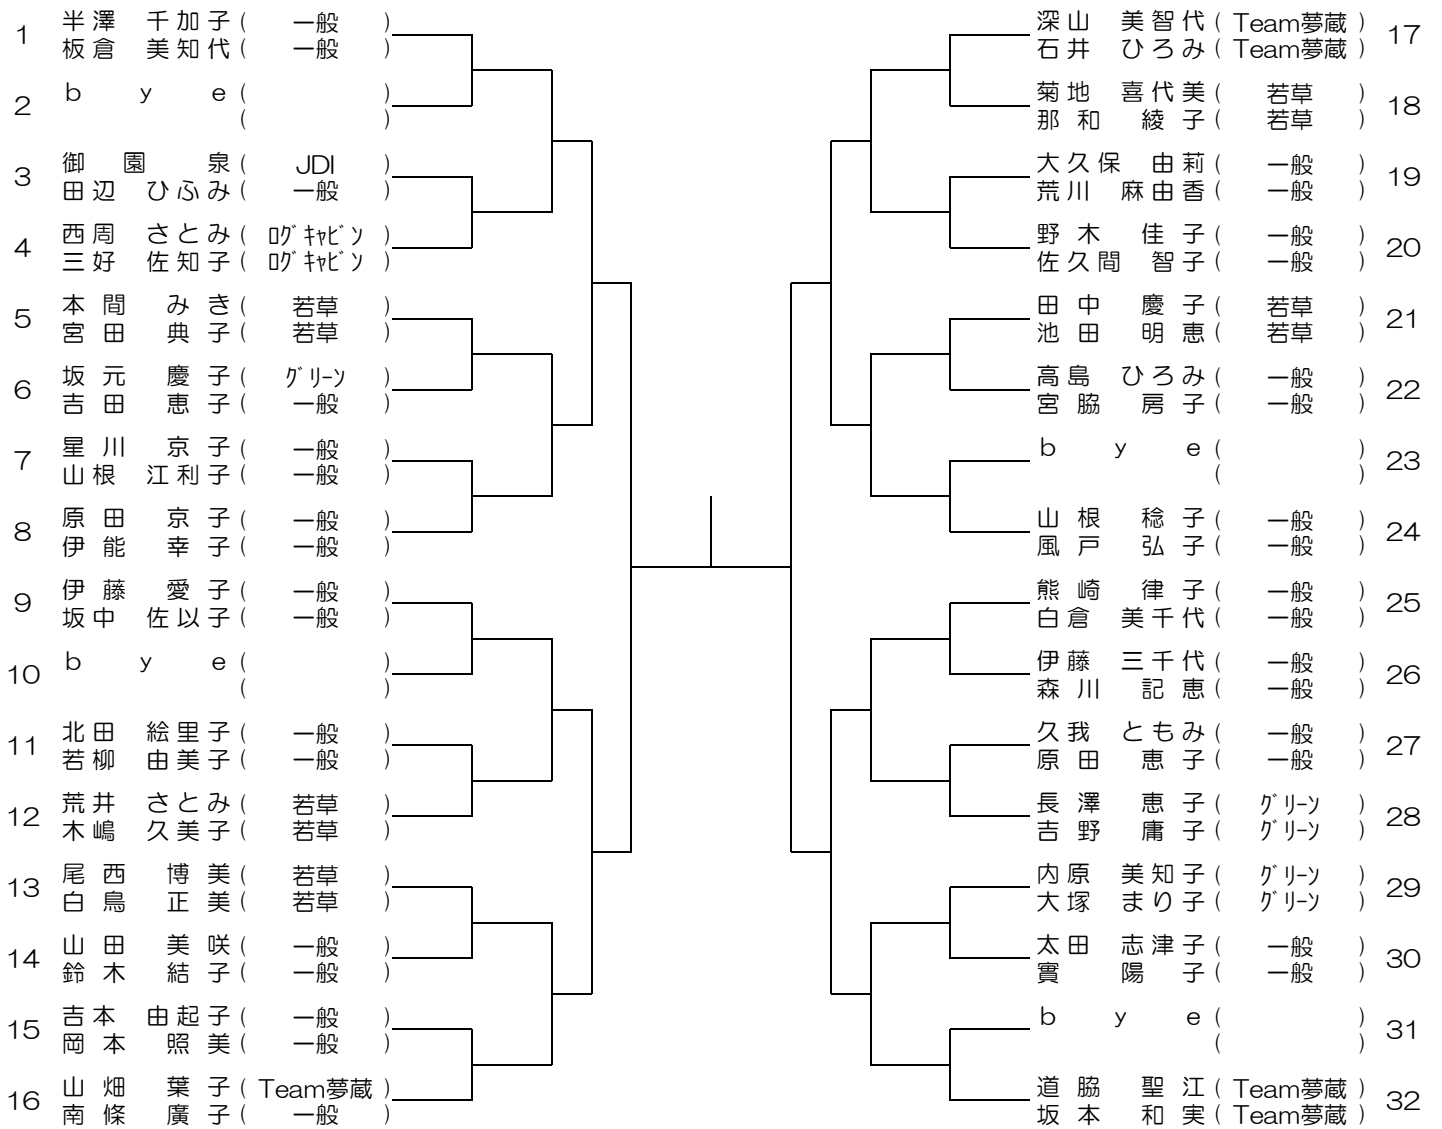 1 半澤 千加子 ( 一般 )
板倉 美知代 ( 一般 )
2 ｂ ｙ ｅ ( )
( )
3 御園 泉 ( JDI )
田辺 ひふみ ( 一般 )
4 西周 さとみ ( ﾛｸﾞｷｬﾋﾞﾝ )
三好 佐知子 ( ﾛｸﾞｷｬﾋﾞﾝ )
5 本間 みき ( 若草 )
宮田 典子 ( 若草 )
6 坂元 慶子 ( ｸﾞﾘｰﾝ )
吉田 恵子 ( 一般 )
7 星川 京子 ( 一般 )
山根 江利子 ( 一般 )
8 原田 京子 ( 一般 )
伊能 幸子 ( 一般 )
9 伊藤 愛子 ( 一般 )
坂中 佐以子 ( 一般 )
10 ｂ ｙ ｅ ( )
( )
11 北田 絵里子 ( 一般 )
若柳 由美子 ( 一般 )
12 荒井 さとみ ( 若草 )
木嶋 久美子 ( 若草 )
13 尾西 博美 ( 若草 )
白鳥 正美 ( 若草 )
14 山田 美咲 ( 一般 )
鈴木 結子 ( 一般 )
15 吉本 由起子 ( 一般 )
岡本 照美 ( 一般 )
16 山畑 葉子 ( Team夢蔵 )
南條 廣子 ( 一般 )
深山 美智代 ( Team夢蔵 ) 17
石井 ひろみ ( Team夢蔵 )
菊地 喜代美 ( 若草 ) 18
那和 綾子 ( 若草 )
大久保 由莉 ( 一般 ) 19
荒川 麻由香 ( 一般 )
野木 佳子 ( 一般 ) 20
佐久間 智子 ( 一般 )
田中 慶子 ( 若草 ) 21
池田 明恵 ( 若草 )
高島 ひろみ ( 一般 ) 22
宮脇 房子 ( 一般 )
ｂ ｙ ｅ ( ) 23
( )
山根 稔子 ( 一般 ) 24
風戸 弘子 ( 一般 )
熊崎 律子 ( 一般 ) 25
白倉 美千代 ( 一般 )
伊藤 三千代 ( 一般 ) 26
森川 記恵 ( 一般 )
久我 ともみ ( 一般 ) 27
原田 恵子 ( 一般 )
長澤 恵子 ( ｸﾞﾘｰﾝ ) 28
吉野 庸子 ( ｸﾞﾘｰﾝ )
内原 美知子 ( ｸﾞﾘｰﾝ ) 29
大塚 まり子 ( ｸﾞﾘｰﾝ )
太田 志津子 ( 一般 ) 30
實 陽子 ( 一般 )
ｂ ｙ ｅ ( ) 31
( )
道脇 聖江 ( Team夢蔵 ) 32
坂本 和実 ( Team夢蔵 )